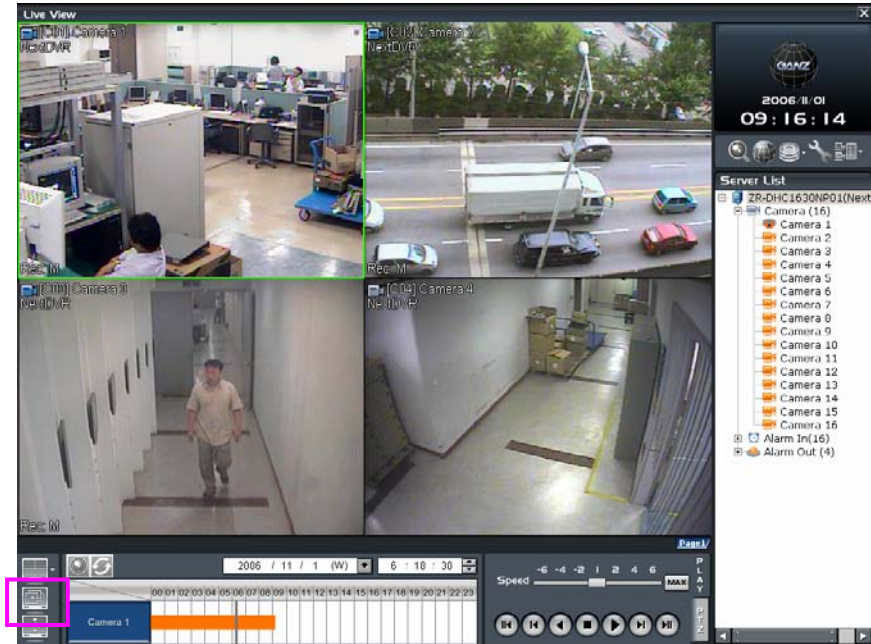 Live View
[C01] Camera 1
NextDVR
Rec: M
[C02] Camera 2
NextDVR
Rec: M
[C03] Camera 3
NextDVR
Rec: M
[C04] Camera 4
NextDVR
GANZ
2006/11/01
09:16:14
Server List
ZR-DHC1630NP01(Next
Camera (16)
Camera 1
Camera 2
Camera 3
Camera 4
Camera 5
Camera 6
Camera 7
Camera 8
Camera 9
Camera 10
Camera 11
Camera 12
Camera 13
Camera 14
Camera 15
Camera 16
Alarm In(16)
Alarm Out (4)
Page1/
2006 / 11 / 1 (W) 6 : 18 : 30
00 01 02 03 04 05 06 07 08 09 10 11 12 13 14 15 16 17 18 19 20 21 22 23
Camera 1
-6 -4 -2 1 2 4 6
Speed
MAX
PLAY
PTZ